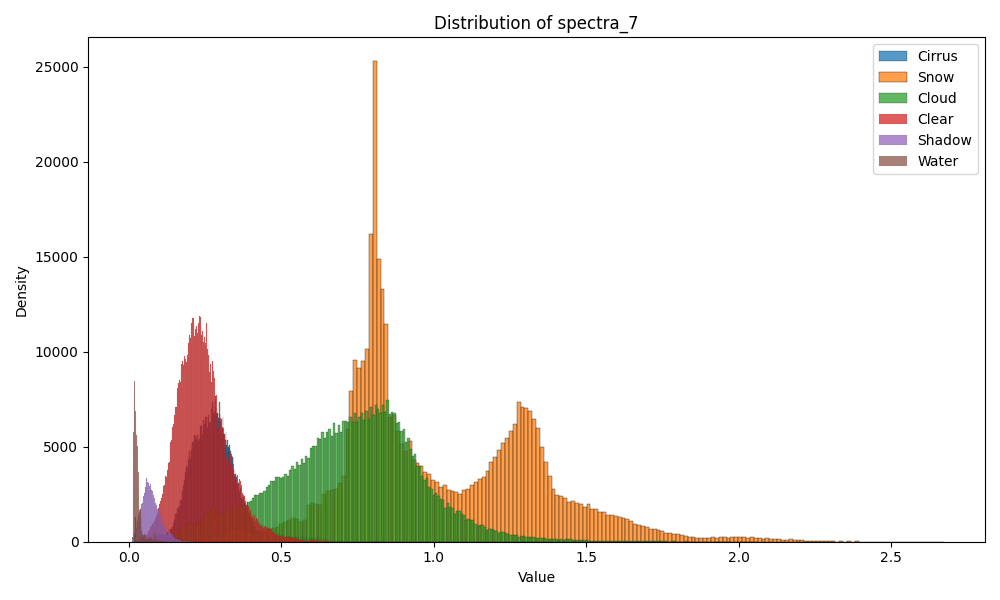 Distribution of spectra_7
Density
25000
20000
15000
10000
5000
0
0.0
0.5
1.0
1.5
2.0
2.5
Value
Cirrus
Snow
Cloud
Clear
Shadow
Water